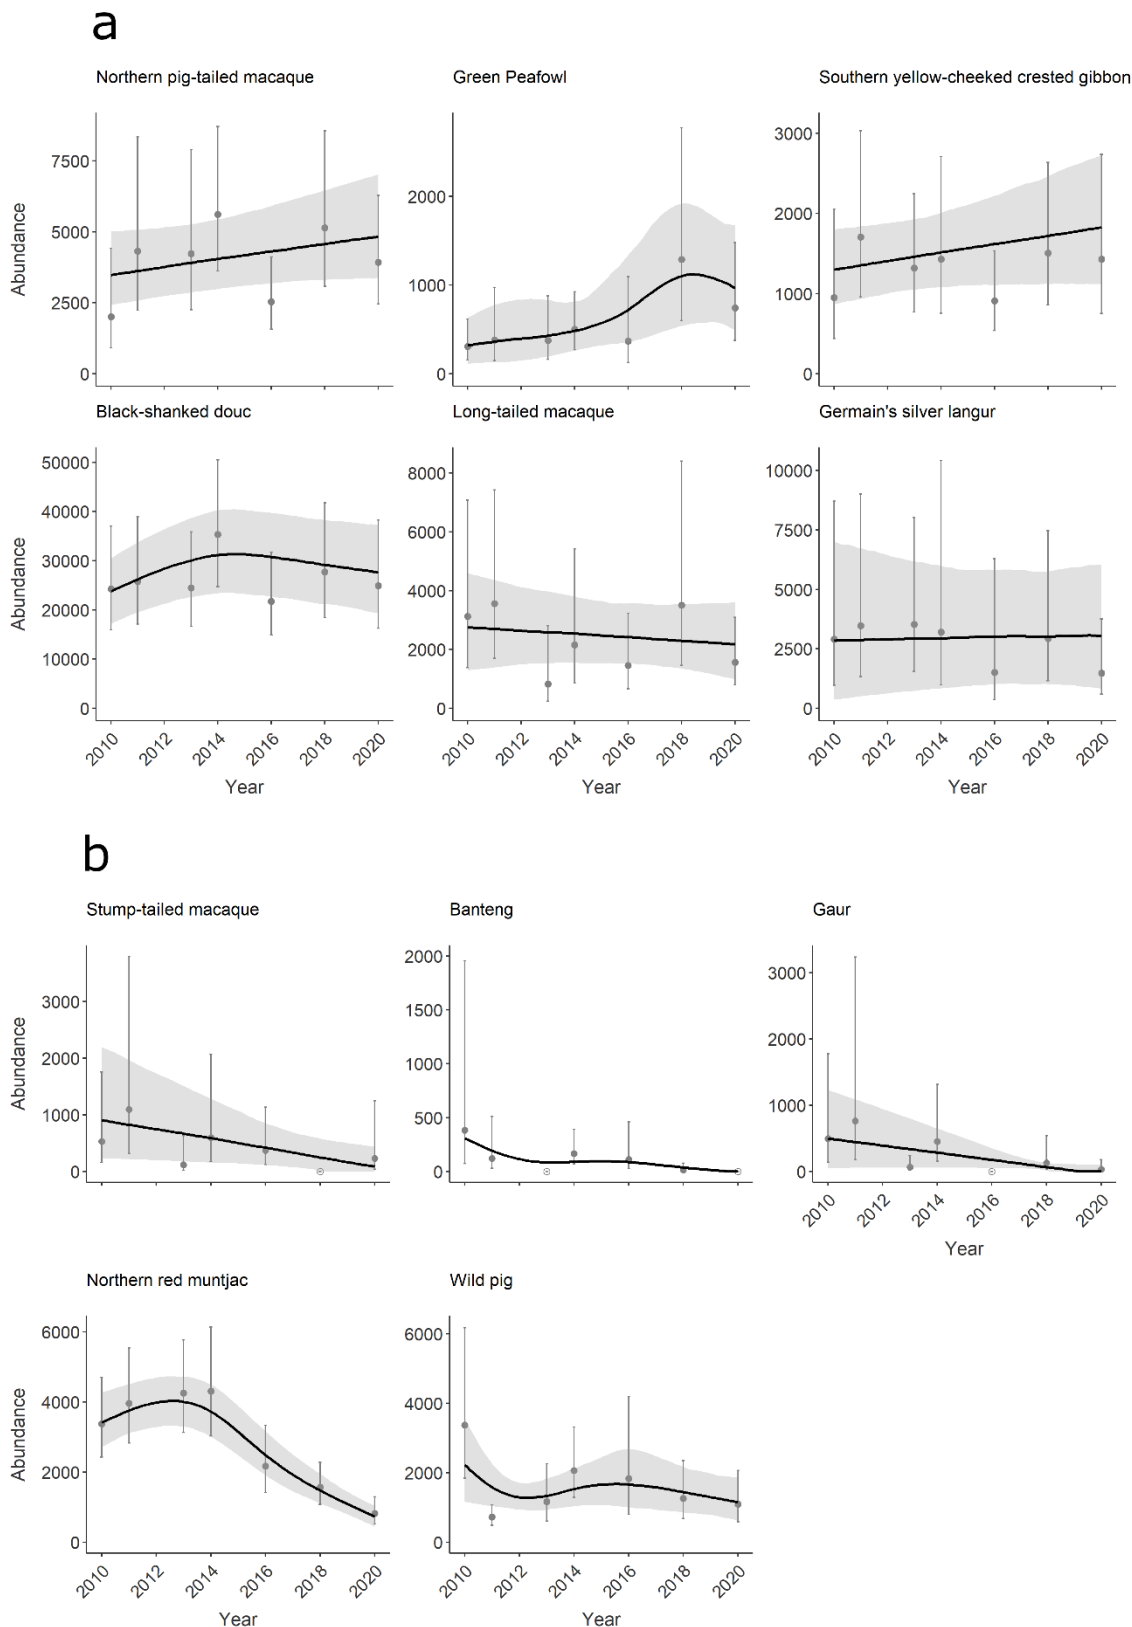 a
Northern pig-tailed macaque
Green Peafowl
Southern yellow-cheeked crested gibbon
Abundance
7500
5000
2500
0
2000
1000
0
3000
2000
1000
0
Black-shanked douc
Long-tailed macaque
Germain's silver langur
Abundance
50000
40000
30000
20000
10000
0
8000
6000
4000
2000
0
10000
7500
5000
2500
0
2010 2012 2014 2016 2018 2020
2010 2012 2014 2016 2018 2020
2010 2012 2014 2016 2018 2020
Year
Year
Year
b
Stump-tailed macaque
Banteng
Gaur
Abundance
3000
2000
1000
0
2000
1500
1000
500
0
3000
2000
1000
0
2010 2012 2014 2016 2018 2020
Year
Northern red muntjac
Wild pig
Abundance
6000
4000
2000
0
6000
4000
2000
0
2010 2012 2014 2016 2018 2020
2010 2012 2014 2016 2018 2020
Year
Year